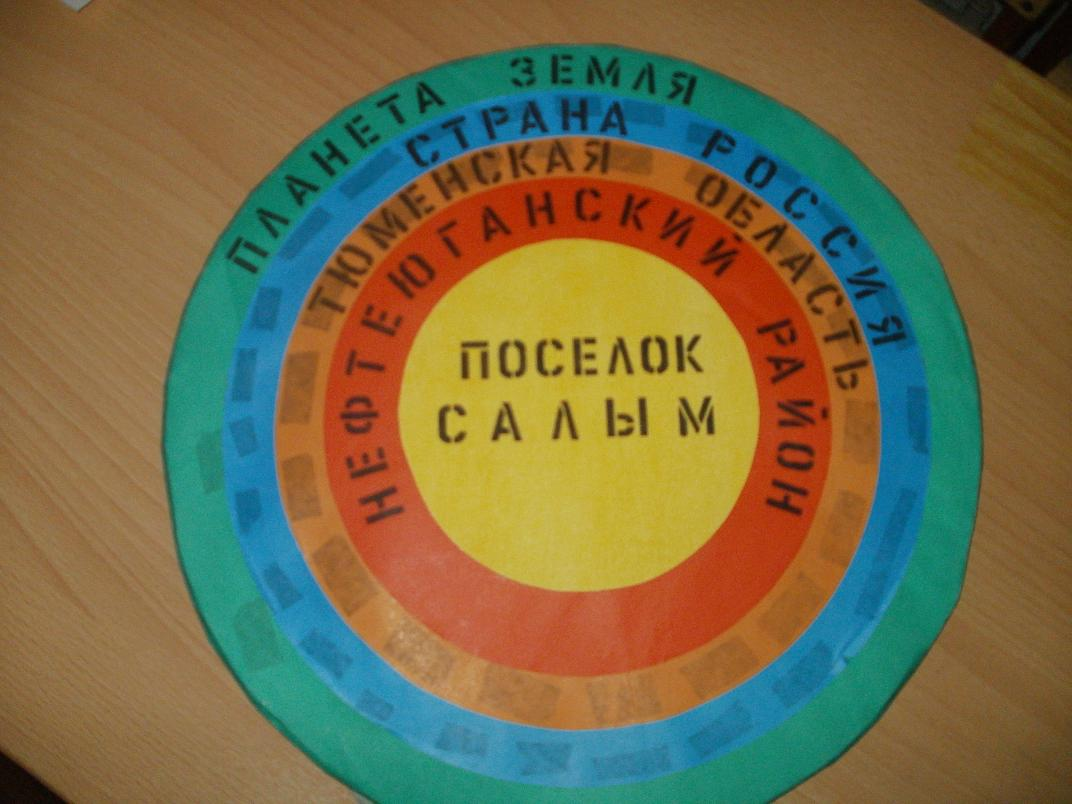 ПЛАНЕТА ЗЕМЛЯ
СТРАНА РОССИЯ
ТЮМЕНСКАЯ ОБЛАСТЬ
НЕФТЕЮГАНСКИЙ РАЙОН
ПОСЕЛОК
САЛЫМ